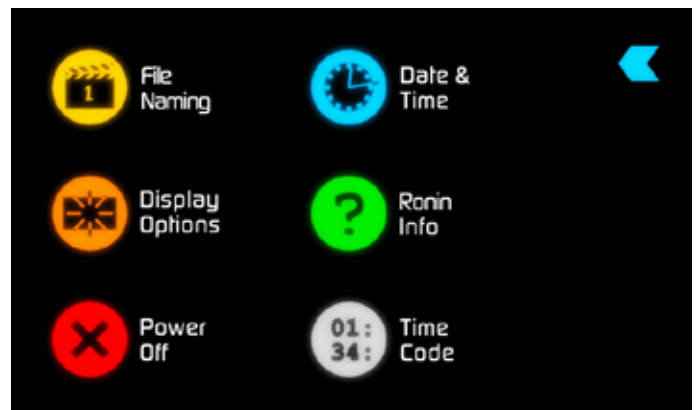 1
File
Naming
Date &
Time
Display
Options
?
Ronin
Info
Power
Off
01:
34:
Time
Code